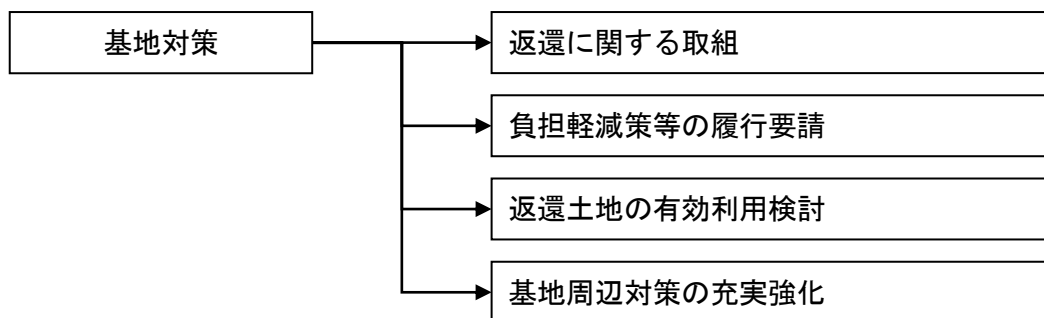 基地対策
返還に関する取組
負担軽減策等の履行要請
返還土地の有効利用検討
基地周辺対策の充実強化